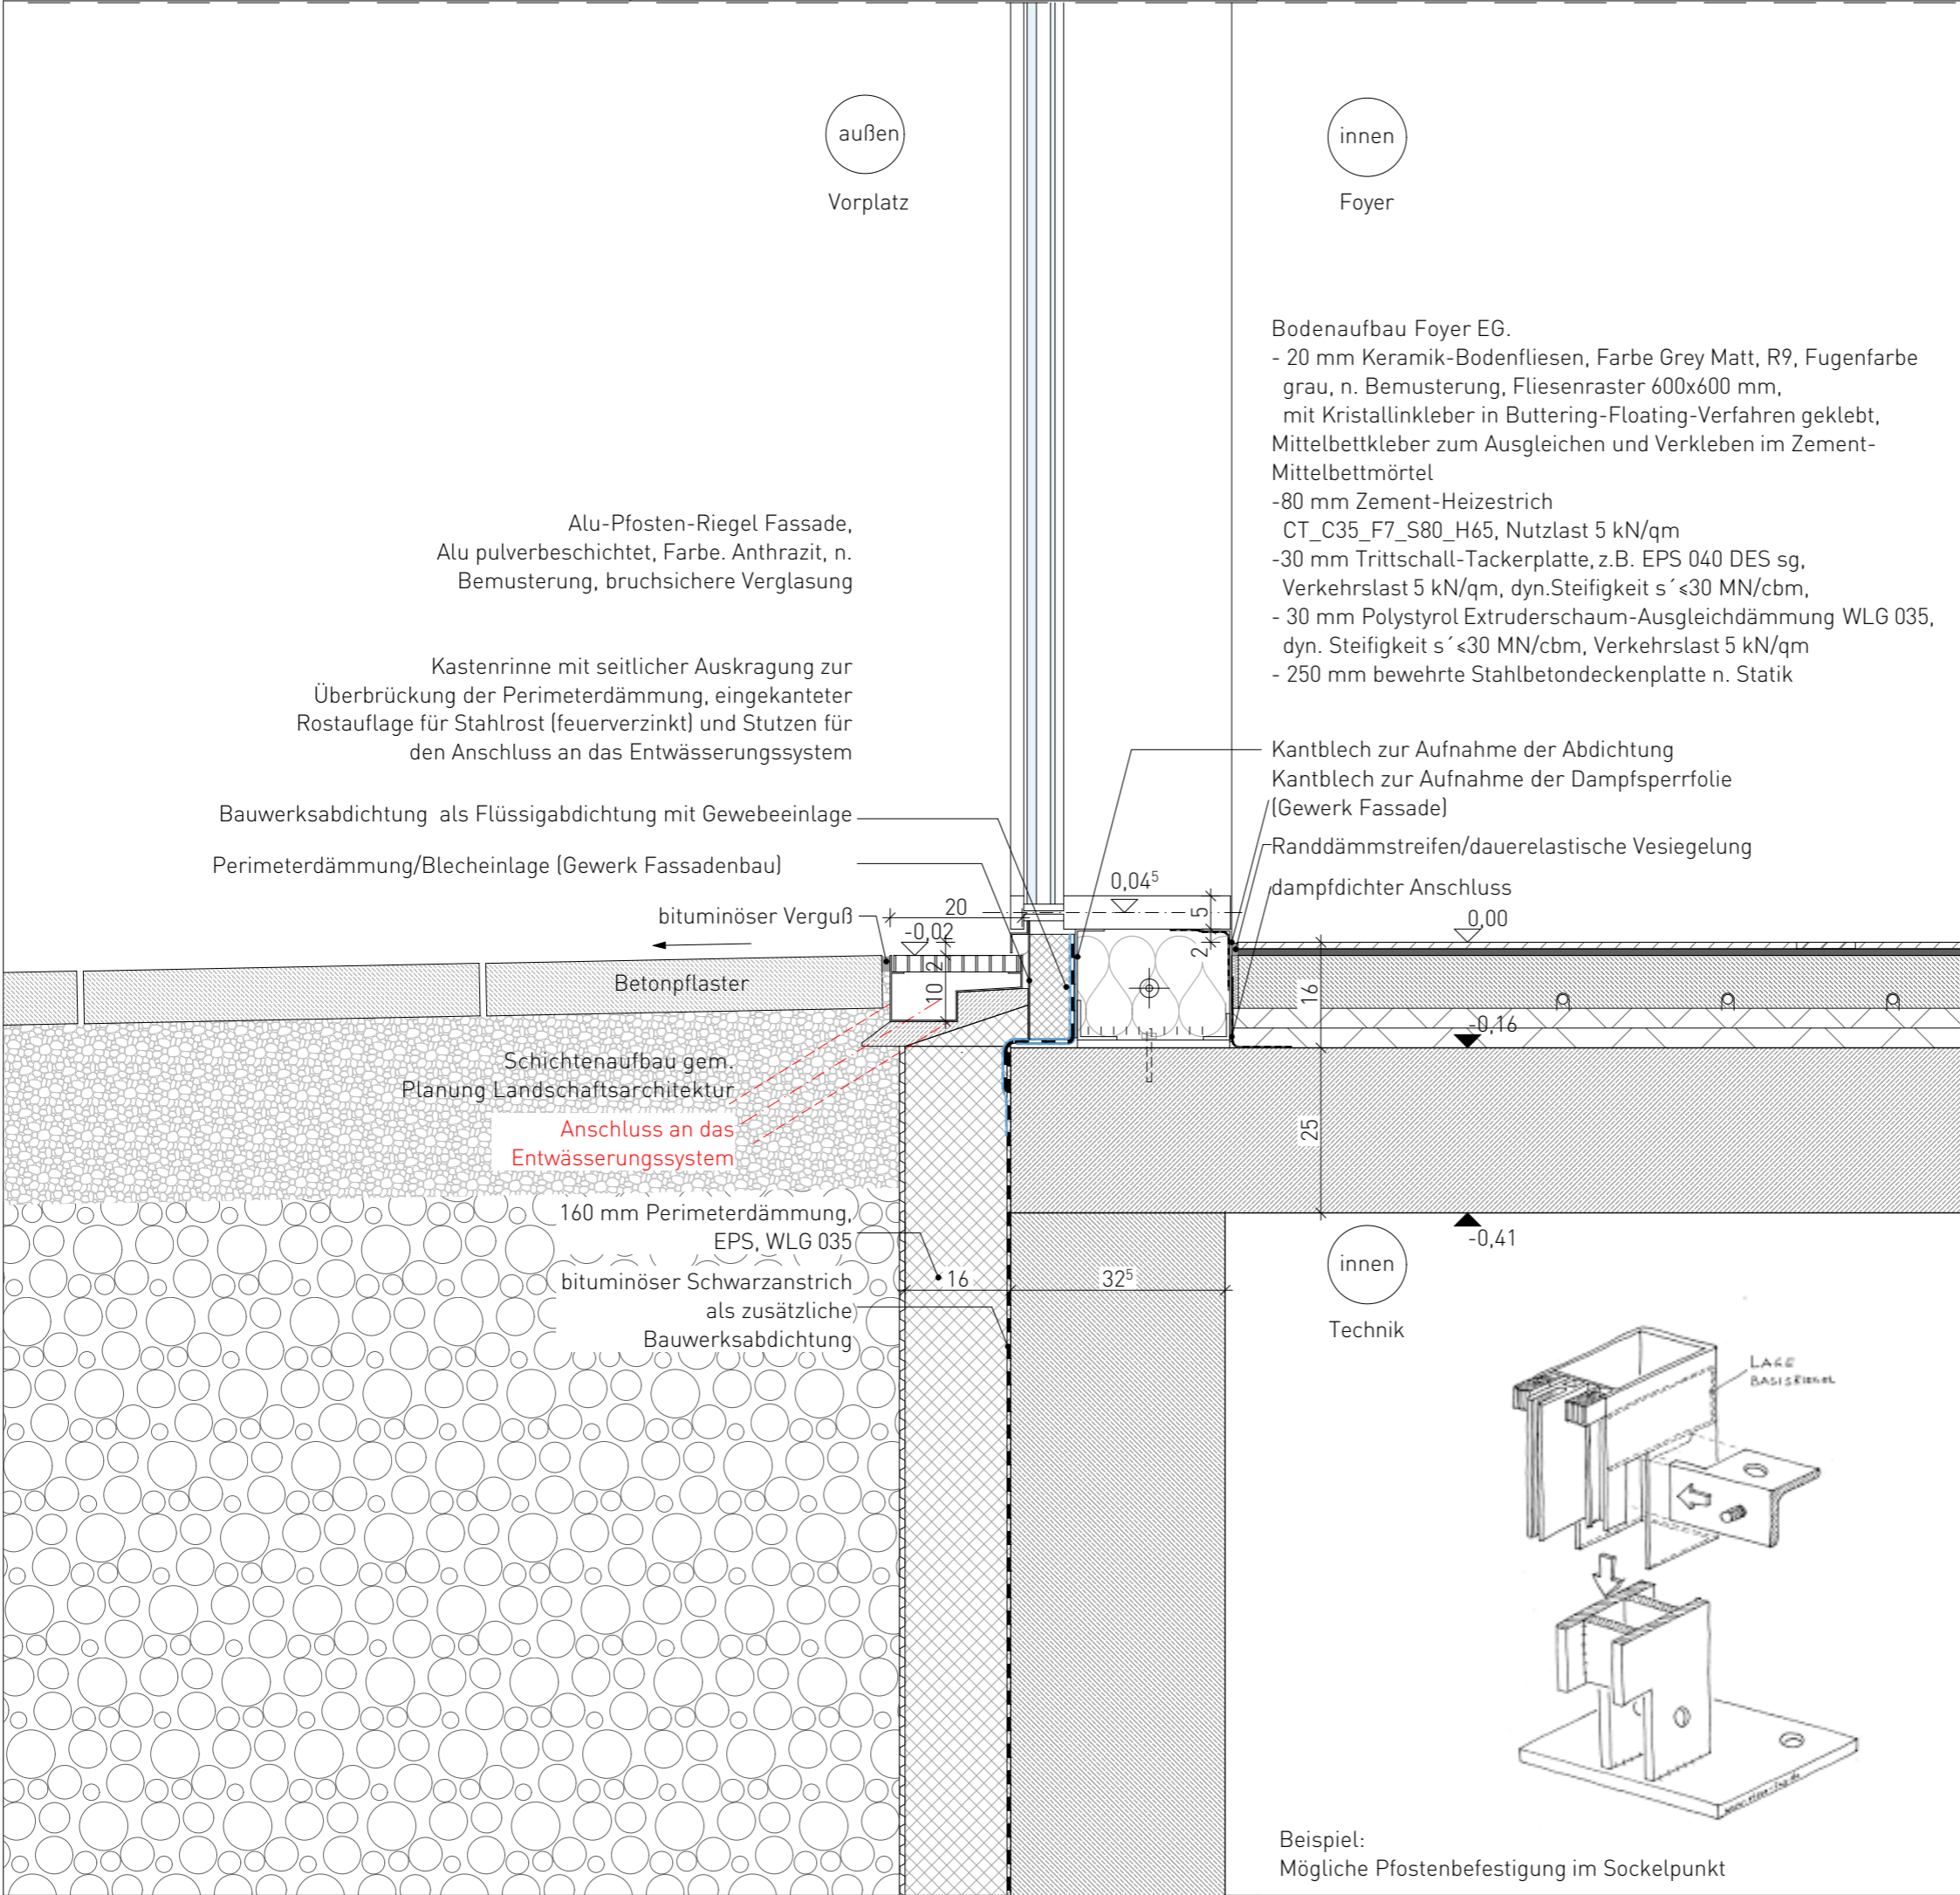 außen
Vorplatz
innen
Foyer
Bodenaufbau Foyer EG.
- 20 mm Keramik-Bodenfliesen, Farbe Grey Matt, R9, Fugenfarbe
grau, n. Bemusterung, Fliesenraster 600x600 mm,
mit Kristallinkleber in Buttering-Floating-Verfahren geklebt,
Mittelbettkleber zum Ausgleichen und Verkleben im Zement-
Mittelbettmörtel
-80 mm Zement-Heizestrich
CT_C35_F7_S80_H65, Nutzlast 5 kN/qm
-30 mm Trittschall-Tackerplatte, z.B. EPS 040 DES sg,
Verkehrslast 5 kN/qm, dyn.Steifigkeit s´≤30 MN/cbm,
- 30 mm Polystyrol Extruderschaum-Ausgleichdämmung WLG 035,
dyn. Steifigkeit s´≤30 MN/cbm, Verkehrslast 5 kN/qm
- 250 mm bewehrte Stahlbetondeckenplatte n. Statik
Alu-Pfosten-Riegel Fassade,
Alu pulverbeschichtet, Farbe. Anthrazit, n.
Bemusterung, bruchsichere Verglasung
Kastenrinne mit seitlicher Auskragung zur
Überbrückung der Perimeterdämmung, eingekanteter
Rostauflage für Stahlrost (feuerverzinkt) und Stutzen für
den Anschluss an das Entwässerungssystem
Bauwerksabdichtung als Flüssigabdichtung mit Gewebeeinlage
Perimeterdämmung/Blecheinlage (Gewerk Fassadenbau)
bituminöser Verguß
Kantblech zur Aufnahme der Abdichtung
Kantblech zur Aufnahme der Dampfsperrfolie
(Gewerk Fassade)
Randdämmstreifen/dauerelastische Vesiegelung
dampfdichter Anschluss
0,04⁵
20
5
-0,02
2
2
10
0,00
16
-0,16
25
-0,41
Betonpflaster
Schichtenaufbau gem.
Planung Landschaftsarchitektur
Anschluss an das
Entwässerungssystem
160 mm Perimeterdämmung,
EPS, WLG 035
16
32⁵
bituminöser Schwarzanstrich
als zusätzliche
Bauwerksabdichtung
innen
Technik
LAGE
BASISRIEGEL
Beispiel:
Mögliche Pfostenbefestigung im Sockelpunkt